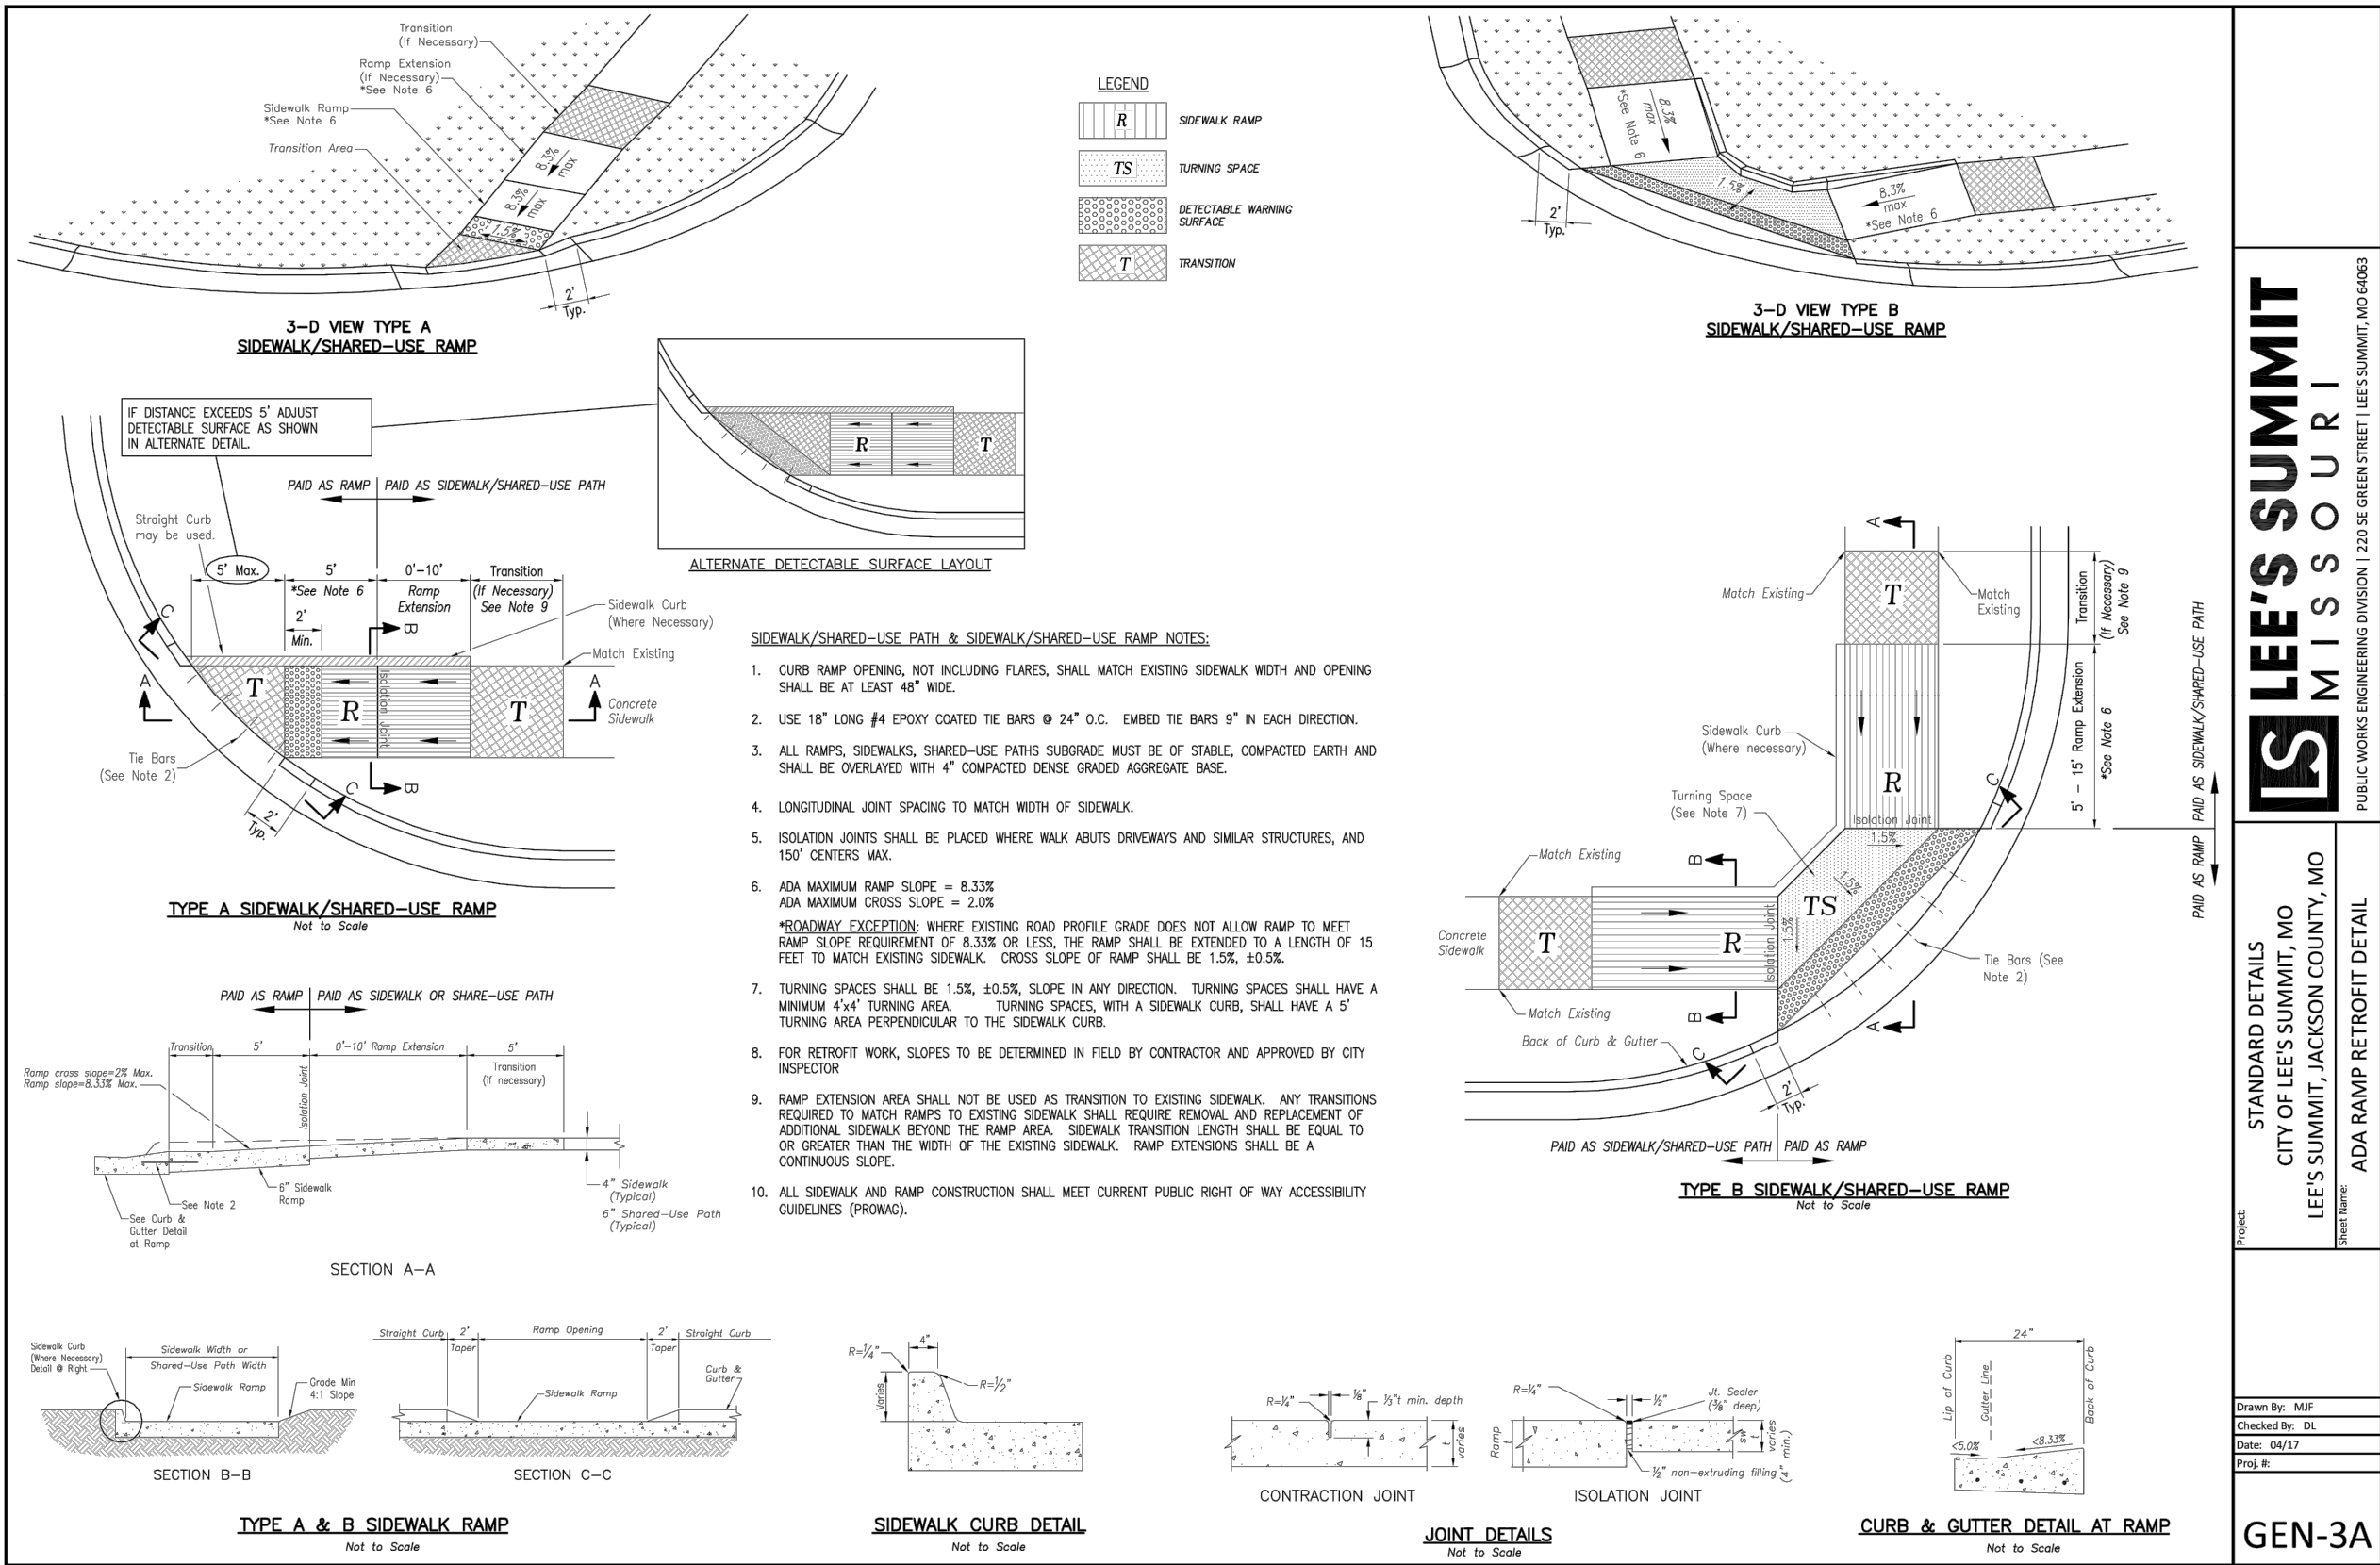 Transition
(If Necessary)
Ramp Extension
(If Necessary)
*See Note 6
Sidewalk Ramp
*See Note 6
Transition Area
8.3%
max
8.3%
max
1.5%
2'
Typ.
3-D VIEW TYPE A
SIDEWALK/SHARED-USE RAMP
LEGEND
R
SIDEWALK RAMP
TS
TURNING SPACE
DETECTABLE WARNING
SURFACE
T
TRANSITION
8.3%
max
*See Note 6
1.5%
8.3%
max
*See Note 6
2'
Typ.
3-D VIEW TYPE B
SIDEWALK/SHARED-USE RAMP
IF DISTANCE EXCEEDS 5' ADJUST
DETECTABLE SURFACE AS SHOWN
IN ALTERNATE DETAIL.
R
T
ALTERNATE DETECTABLE SURFACE LAYOUT
PAID AS RAMP
PAID AS SIDEWALK/SHARED-USE PATH
Straight Curb
may be used.
5' Max.
5'
*See Note 6
0'-10'
Ramp
Extension
Transition
(If Necessary)
See Note 9
2'
Min.
Sidewalk Curb
(Where Necessary)
Match Existing
Concrete
Sidewalk
C
B
A
T
R
Isolation Joint
T
A
Tie Bars
(See Note 2)
C
B
2'
Typ.
TYPE A SIDEWALK/SHARED-USE RAMP
Not to Scale
PAID AS RAMP
PAID AS SIDEWALK OR SHARE-USE PATH
Transition
5'
0'-10' Ramp Extension
5'
Transition
(if necessary)
Ramp cross slope=2% Max.
Ramp slope=8.33% Max.
Isolation Joint
See Note 2
6" Sidewalk
Ramp
See Curb &
Gutter Detail
at Ramp
4" Sidewalk
(Typical)
6" Shared-Use Path
(Typical)
SECTION A-A
SIDEWALK/SHARED-USE PATH & SIDEWALK/SHARED-USE RAMP NOTES:
1. CURB RAMP OPENING, NOT INCLUDING FLARES, SHALL MATCH EXISTING SIDEWALK WIDTH AND OPENING
SHALL BE AT LEAST 48" WIDE.
2. USE 18" LONG #4 EPOXY COATED TIE BARS @ 24" O.C. EMBED TIE BARS 9" IN EACH DIRECTION.
3. ALL RAMPS, SIDEWALKS, SHARED-USE PATHS SUBGRADE MUST BE OF STABLE, COMPACTED EARTH AND
SHALL BE OVERLAYED WITH 4" COMPACTED DENSE GRADED AGGREGATE BASE.
4. LONGITUDINAL JOINT SPACING TO MATCH WIDTH OF SIDEWALK.
5. ISOLATION JOINTS SHALL BE PLACED WHERE WALK ABUTS DRIVEWAYS AND SIMILAR STRUCTURES, AND
150' CENTERS MAX.
6. ADA MAXIMUM RAMP SLOPE = 8.33%
ADA MAXIMUM CROSS SLOPE = 2.0%
*ROADWAY EXCEPTION: WHERE EXISTING ROAD PROFILE GRADE DOES NOT ALLOW RAMP TO MEET
RAMP SLOPE REQUIREMENT OF 8.33% OR LESS, THE RAMP SHALL BE EXTENDED TO A LENGTH OF 15
FEET TO MATCH EXISTING SIDEWALK. CROSS SLOPE OF RAMP SHALL BE 1.5%, ±0.5%.
7. TURNING SPACES SHALL BE 1.5%, ±0.5%, SLOPE IN ANY DIRECTION. TURNING SPACES SHALL HAVE A
MINIMUM 4'x4' TURNING AREA. TURNING SPACES, WITH A SIDEWALK CURB, SHALL HAVE A 5'
TURNING AREA PERPENDICULAR TO THE SIDEWALK CURB.
8. FOR RETROFIT WORK, SLOPES TO BE DETERMINED IN FIELD BY CONTRACTOR AND APPROVED BY CITY
INSPECTOR
9. RAMP EXTENSION AREA SHALL NOT BE USED AS TRANSITION TO EXISTING SIDEWALK. ANY TRANSITIONS
REQUIRED TO MATCH RAMPS TO EXISTING SIDEWALK SHALL REQUIRE REMOVAL AND REPLACEMENT OF
ADDITIONAL SIDEWALK BEYOND THE RAMP AREA. SIDEWALK TRANSITION LENGTH SHALL BE EQUAL TO
OR GREATER THAN THE WIDTH OF THE EXISTING SIDEWALK. RAMP EXTENSIONS SHALL BE A
CONTINUOUS SLOPE.
10. ALL SIDEWALK AND RAMP CONSTRUCTION SHALL MEET CURRENT PUBLIC RIGHT OF WAY ACCESSIBILITY
GUIDELINES (PROWAG).
A
Match Existing
T
Match
Existing
Transition
(If Necessary)
See Note 9
Sidewalk Curb
(Where necessary)
R
5' - 15' Ramp Extension
*See Note 6
PAID AS SIDEWALK/SHARED-USE PATH
PAID AS RAMP
Turning Space
(See Note 7)
Isolation Joint
1.5%
C
Match Existing
B
1.5%
TS
1.5%
Isolation Joint
Concrete
Sidewalk
T
R
Tie Bars (See
Note 2)
Match Existing
B
A
Back of Curb & Gutter
C
2'
Typ.
PAID AS SIDEWALK/SHARED-USE PATH
PAID AS RAMP
TYPE B SIDEWALK/SHARED-USE RAMP
Not to Scale
Sidewalk Curb
(Where Necessary)
Detail @ Right
Sidewalk Width or
Shared-Use Path Width
Sidewalk Ramp
Grade Min
4:1 Slope
SECTION B-B
Straight Curb
2'
Taper
Ramp Opening
2'
Taper
Straight Curb
Curb &
Gutter
Sidewalk Ramp
SECTION C-C
TYPE A & B SIDEWALK RAMP
Not to Scale
4"
R=1/4"
R=1/2"
Varies
SIDEWALK CURB DETAIL
Not to Scale
R=1/4"
1/8"
1/3"t min. depth
t
varies
CONTRACTION JOINT
R=1/4"
1/2"
Jt. Sealer
(3/8" deep)
Ramp
t
sw
t
varies
(4" min.)
1/2" non-extruding filling
ISOLATION JOINT
JOINT DETAILS
Not to Scale
24"
Lip of Curb
Gutter Line
Back of Curb
<5.0%
<8.33%
CURB & GUTTER DETAIL AT RAMP
Not to Scale
LS LEE'S SUMMIT
MISSOURI
PUBLIC WORKS ENGINEERING DIVISION | 220 SE GREEN STREET | LEE'S SUMMIT, MO 64063
Project:
STANDARD DETAILS
CITY OF LEE'S SUMMIT, MO
LEE'S SUMMIT, JACKSON COUNTY, MO
Sheet Name:
ADA RAMP RETROFIT DETAIL
Drawn By: MJF
Checked By: DL
Date: 04/17
Proj. #:
GEN-3A